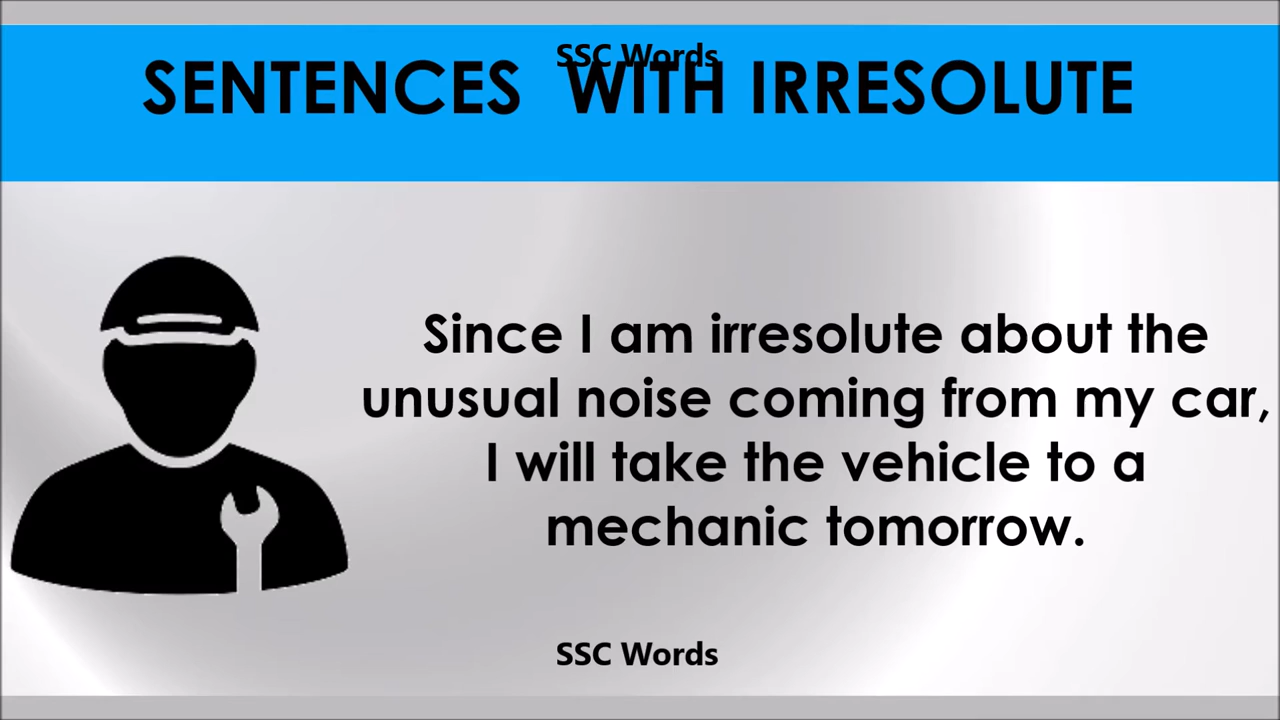 SSC Words
SENTENCES WITH IRRESOLUTE
Since I am irresolute about the
unusual noise coming from my car,
I will take the vehicle to a
mechanic tomorrow.
SSC Words